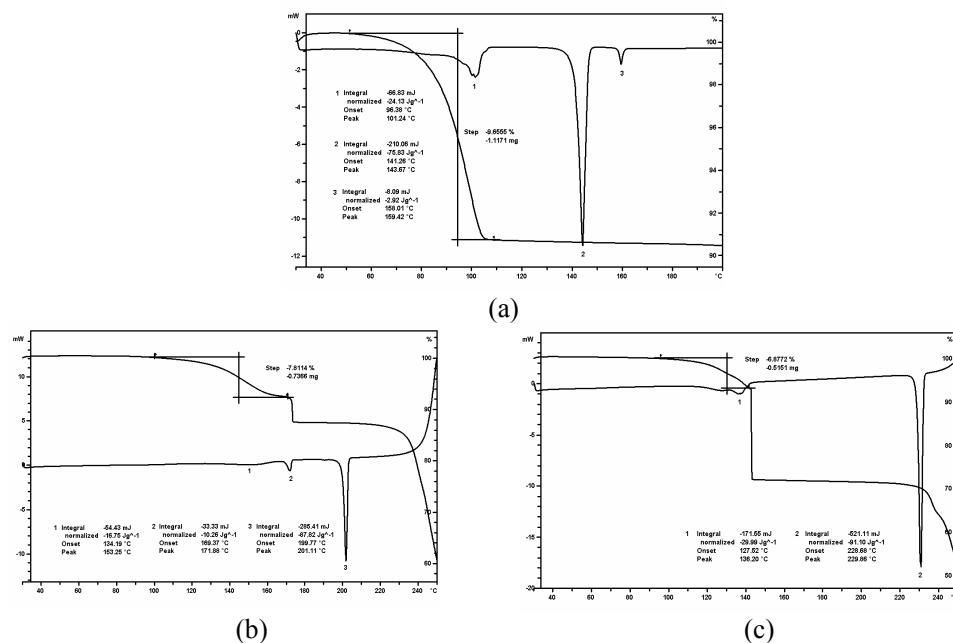 mW
%
0
-2
-4
-6
-8
-10
-12
100
98
96
94
92
90
1 Integral -66.83 mJ
normalized -24.13 Jg^-1
Onset 96.38 °C
Peak 101.24 °C
2 Integral -210.06 mJ
normalized -75.83 Jg^-1
Onset 141.26 °C
Peak 143.67 °C
3 Integral -8.09 mJ
normalized -2.92 Jg^-1
Onset 158.01 °C
Peak 159.42 °C
Step -9.6555 %
-1.1171 mg
1
3
1
2
40 60 80 100 120 140 160 °C
(a)
mW
%
10
5
0
-5
-10
100
90
80
70
60
Step -7.8114 %
-0.7366 mg
1
2
3
1 Integral -54.43 mJ
normalized -16.75 Jg^-1
Onset 134.19 °C
Peak 153.25 °C
2 Integral -33.33 mJ
normalized -10.26 Jg^-1
Onset 169.37 °C
Peak 171.86 °C
3 Integral -285.41 mJ
normalized -87.82 Jg^-1
Onset 199.77 °C
Peak 201.11 °C
40 60 80 100 120 140 160 180 200 220 °C
(b)
mW
%
0
-5
-10
-15
-20
100
90
80
70
60
50
Step -6.8772 %
-0.5151 mg
1
2
1 Integral -171.55 mJ
normalized -29.99 Jg^-1
Onset 127.52 °C
Peak 136.20 °C
2 Integral -521.11 mJ
normalized -91.10 Jg^-1
Onset 228.68 °C
Peak 229.86 °C
40 60 80 100 120 140 160 180 200 220 °C
(c)